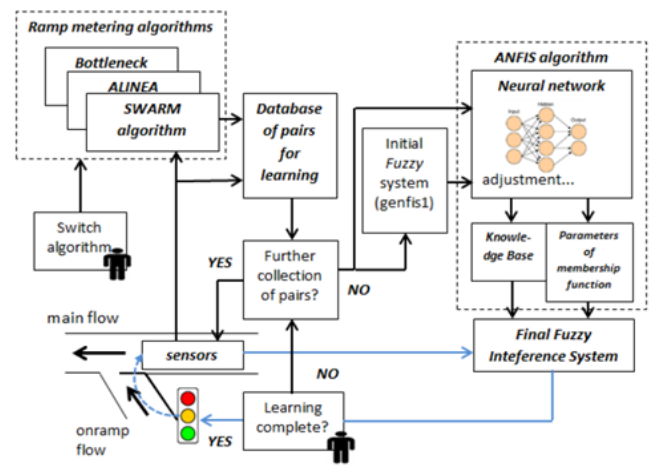 Ramp metering algorithms
Bottleneck
ALINEA
SWARM
algorithm
Switch
algorithm
Database
of pairs
for
learning
Further
collection
of pairs?
YES
NO
Initial
Fuzzy
system
(genfis1)
ANFIS algorithm
Neural network
Input
Output
adjustment...
Knowle-
dge Base
Parameters
of
membership
function
Final Fuzzy
Inteference System
main flow
sensors
NO
Learning
complete?
YES
onramp
flow